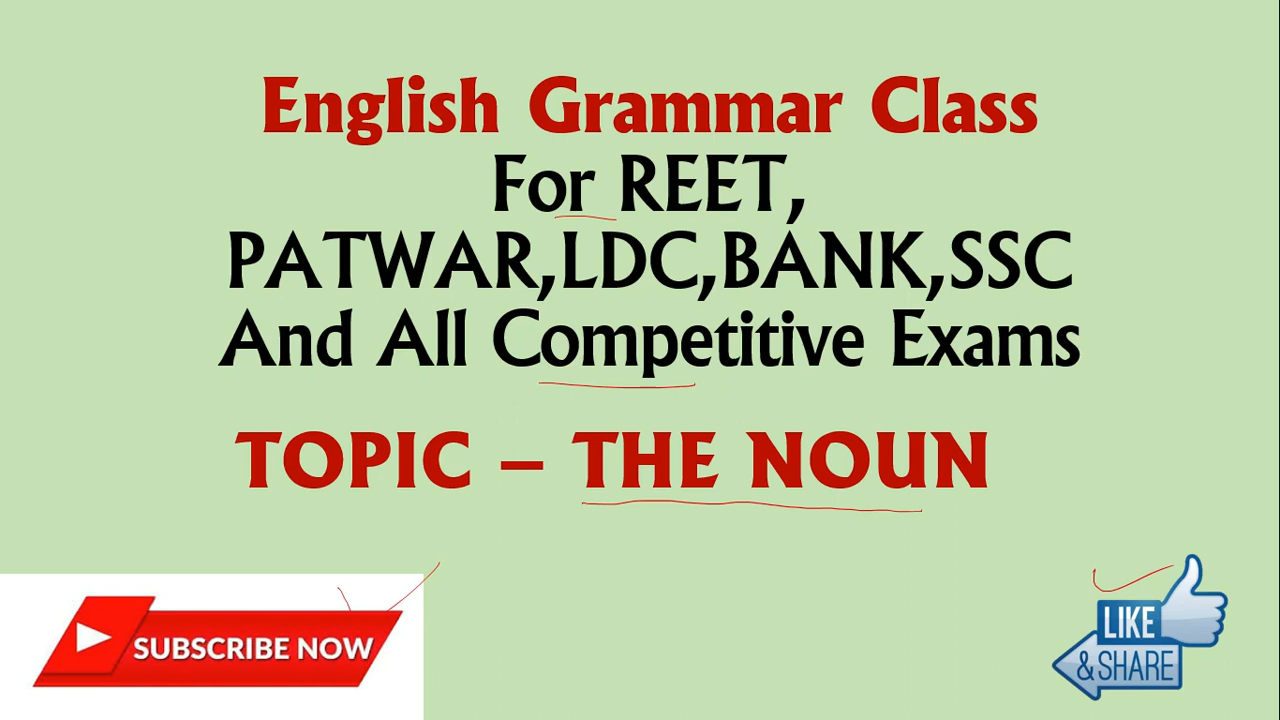 English Grammar Class
For REET,
PATWAR,LDC,BANK,SSC
And All Competitive Exams
TOPIC – THE NOUN
SUBSCRIBE NOW
LIKE
&SHARE